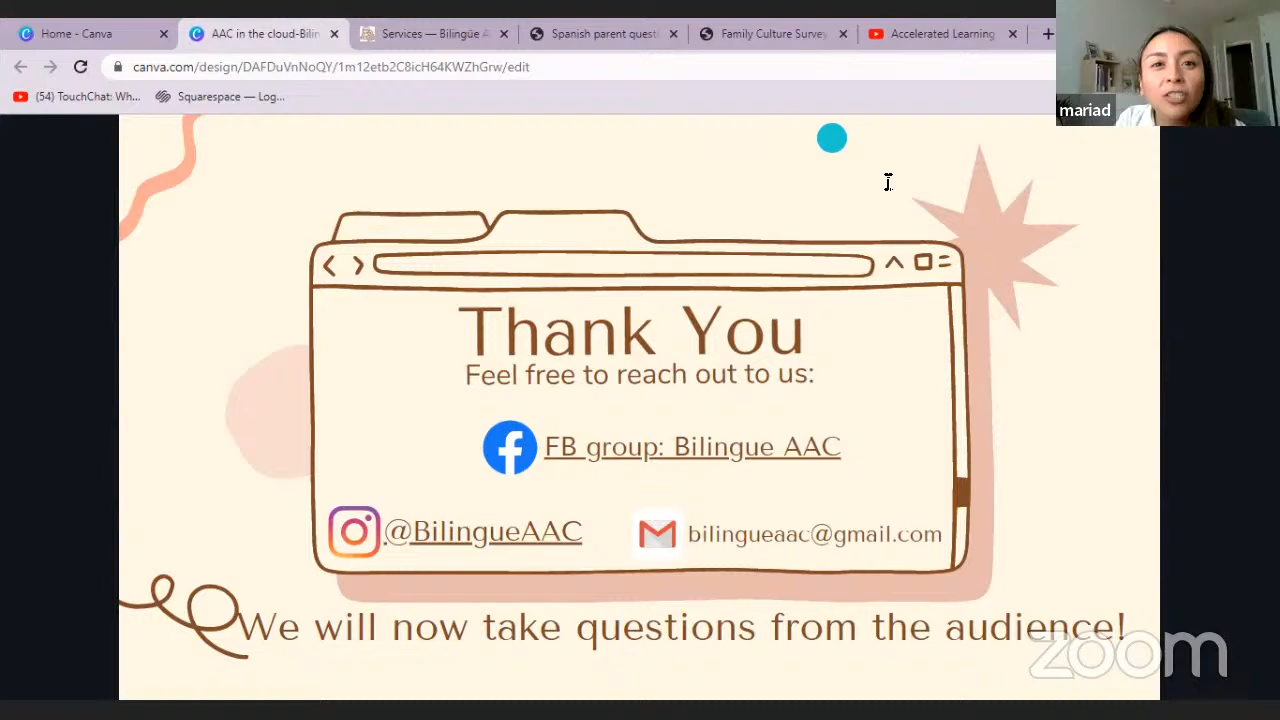 Home - Canva
AAC in the cloud-Bilin
Services — Bilingüe A
Spanish parent questi
Family Culture Survey
Accelerated Learning
canva.com/design/DAFDuVnNoQY/1m12etb2C8icH64KWZhGrw/edit
(54) TouchChat: Wh...
Squarespace — Log...
mariad
Thank You
Feel free to reach out to us:
FB group: Bilingue AAC
@BilingueAAC
bilingueaac@gmail.com
We will now take questions from the audience!
zoom